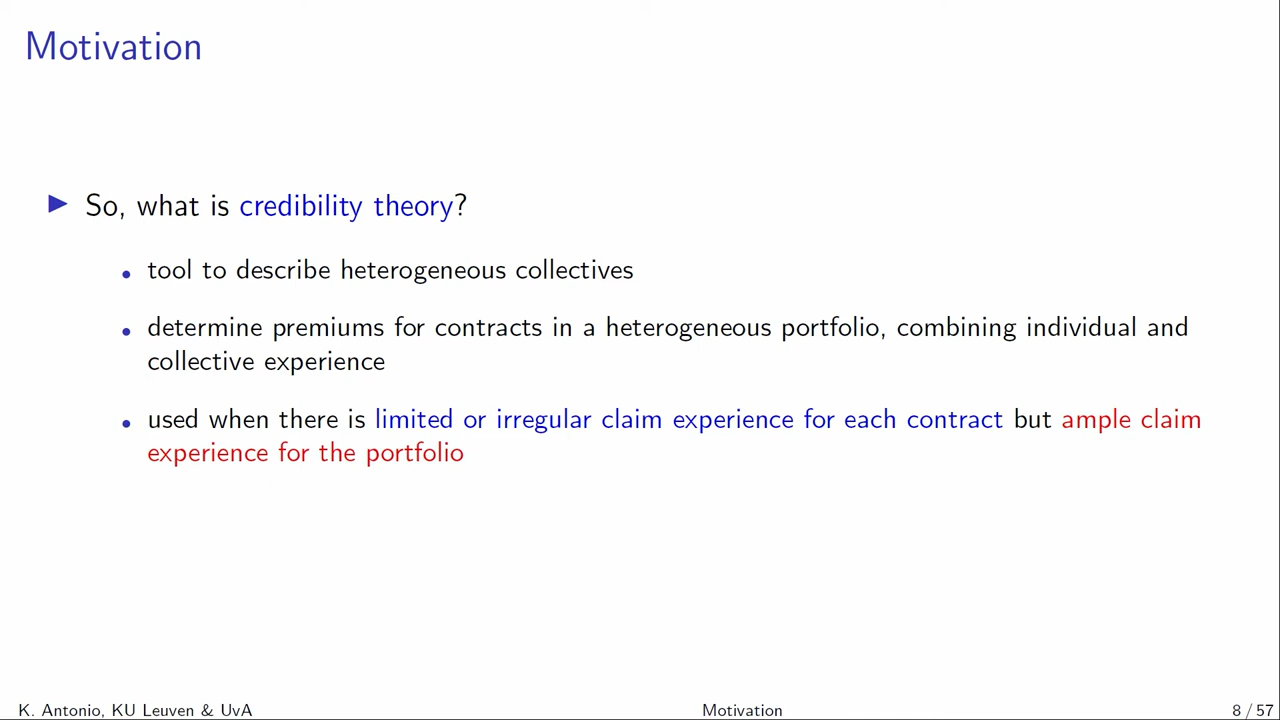 Motivation
So, what is credibility theory?
tool to describe heterogeneous collectives
determine premiums for contracts in a heterogeneous portfolio, combining individual and
collective experience
used when there is limited or irregular claim experience for each contract but ample claim
experience for the portfolio
K. Antonio, KU Leuven & UvA
Motivation
8 / 57